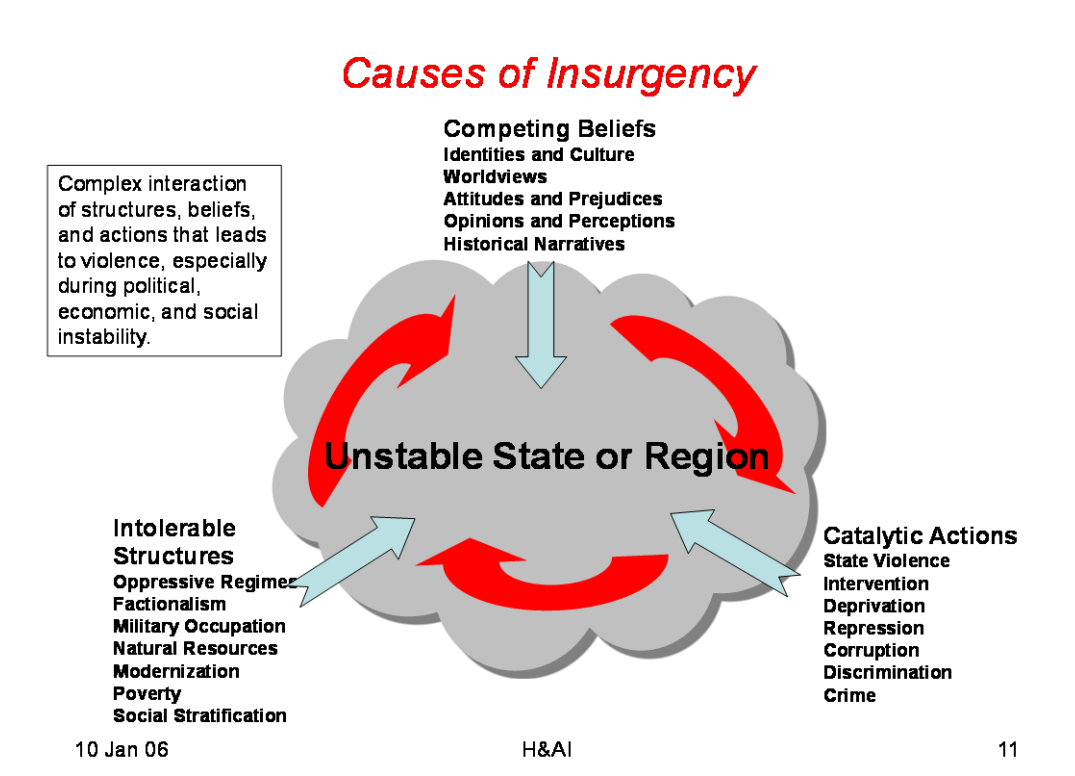 Causes of Insurgency
Competing Beliefs
Identities and Culture
Worldviews
Attitudes and Prejudices
Opinions and Perceptions
Historical Narratives
Complex interaction
of structures, beliefs,
and actions that leads
to violence, especially
during political,
economic, and social
instability.
Unstable State or Region
Intolerable
Structures
Oppressive Regimes
Factionalism
Military Occupation
Natural Resources
Modernization
Poverty
Social Stratification
Catalytic Actions
State Violence
Intervention
Deprivation
Repression
Corruption
Discrimination
Crime
10 Jan 06
H&AI
11